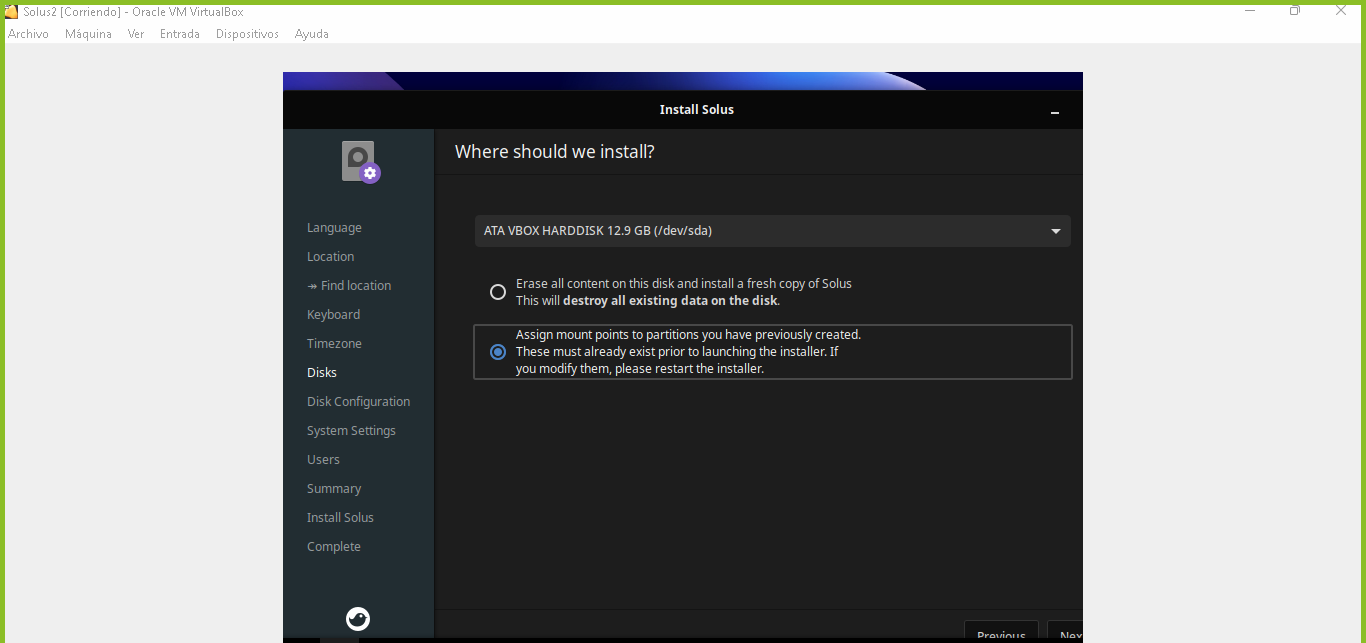 Solus2 [Corriendo] - Oracle VM VirtualBox
Archivo Máquina Ver Entrada Dispositivos Ayuda
Install Solus
Where should we install?
Language
Location
↠ Find location
Keyboard
Timezone
Disks
Disk Configuration
System Settings
Users
Summary
Install Solus
Complete
ATA VBOX HARDDISK 12.9 GB (/dev/sda)
Erase all content on this disk and install a fresh copy of Solus
This will destroy all existing data on the disk.
Assign mount points to partitions you have previously created.
These must already exist prior to launching the installer. If
you modify them, please restart the installer.
Previous Nex